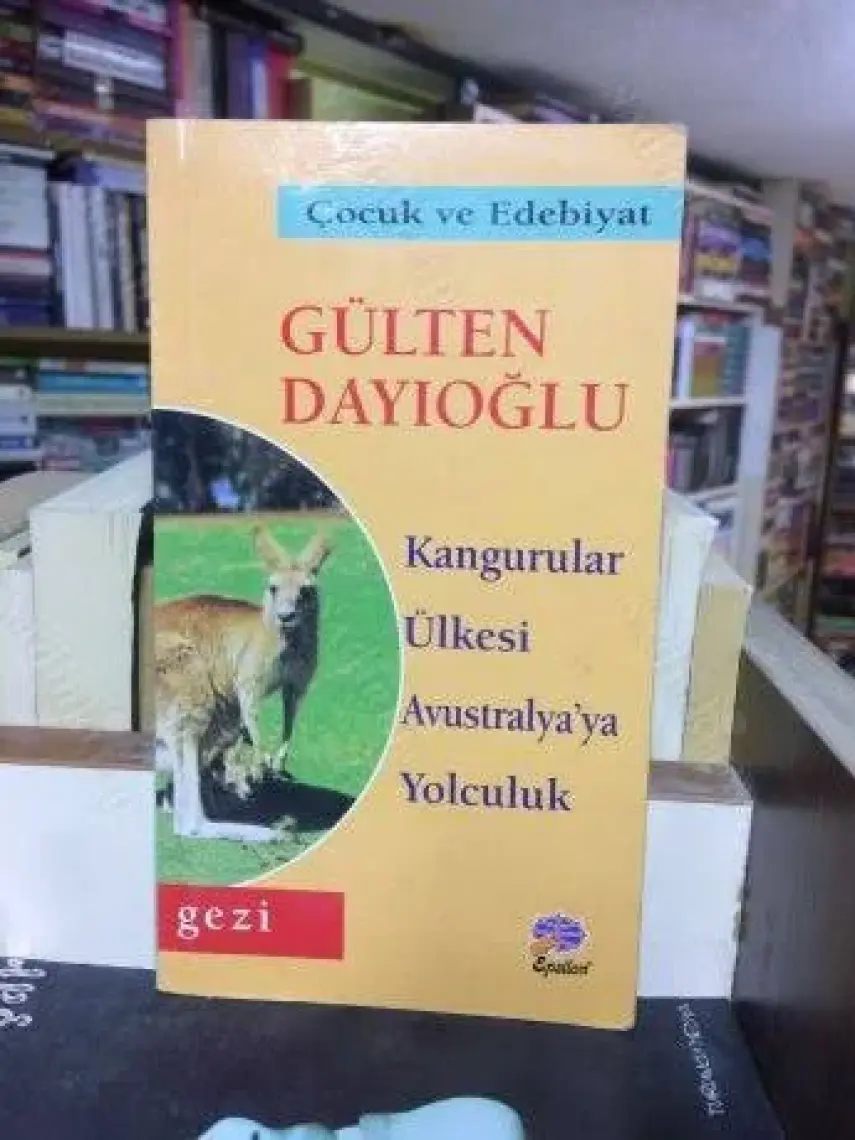 Çocuk ve Edebiyat
GÜLTEN
DAYIOĞLU
Kangurular
Ülkesi
Avustralya'ya
Yolculuk
gezi
Epsilon